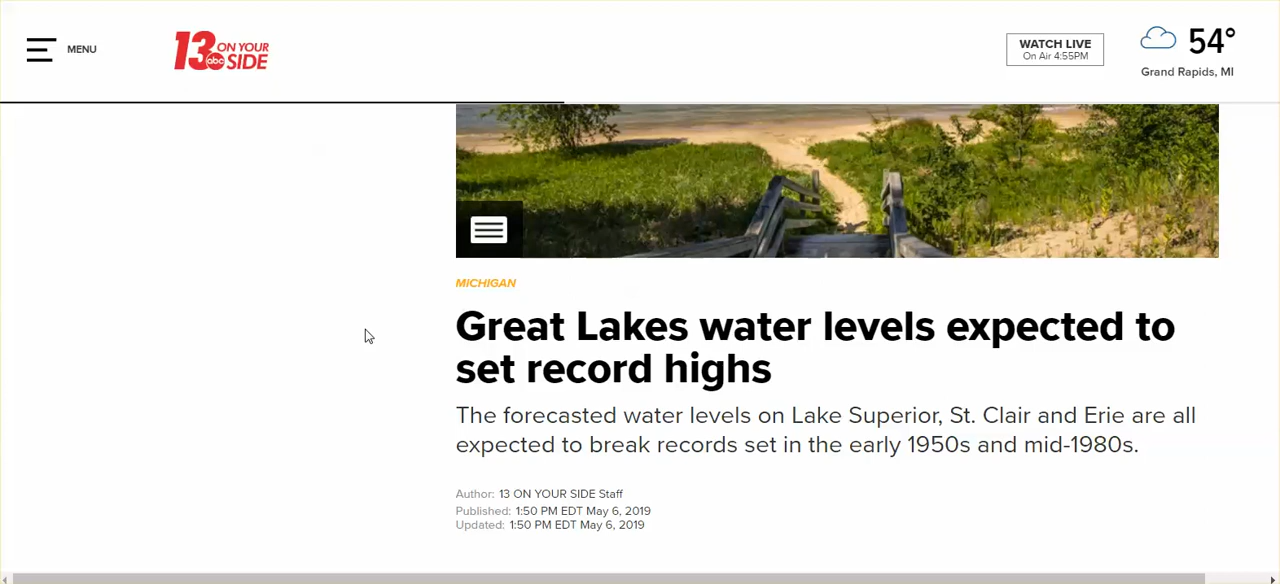 MENU
13 ON YOUR SIDE
abc
WATCH LIVE
On Air 4:55PM
54°
Grand Rapids, MI
MICHIGAN
Great Lakes water levels expected to
set record highs
The forecasted water levels on Lake Superior, St. Clair and Erie are all
expected to break records set in the early 1950s and mid-1980s.
Author: 13 ON YOUR SIDE Staff
Published: 1:50 PM EDT May 6, 2019
Updated: 1:50 PM EDT May 6, 2019